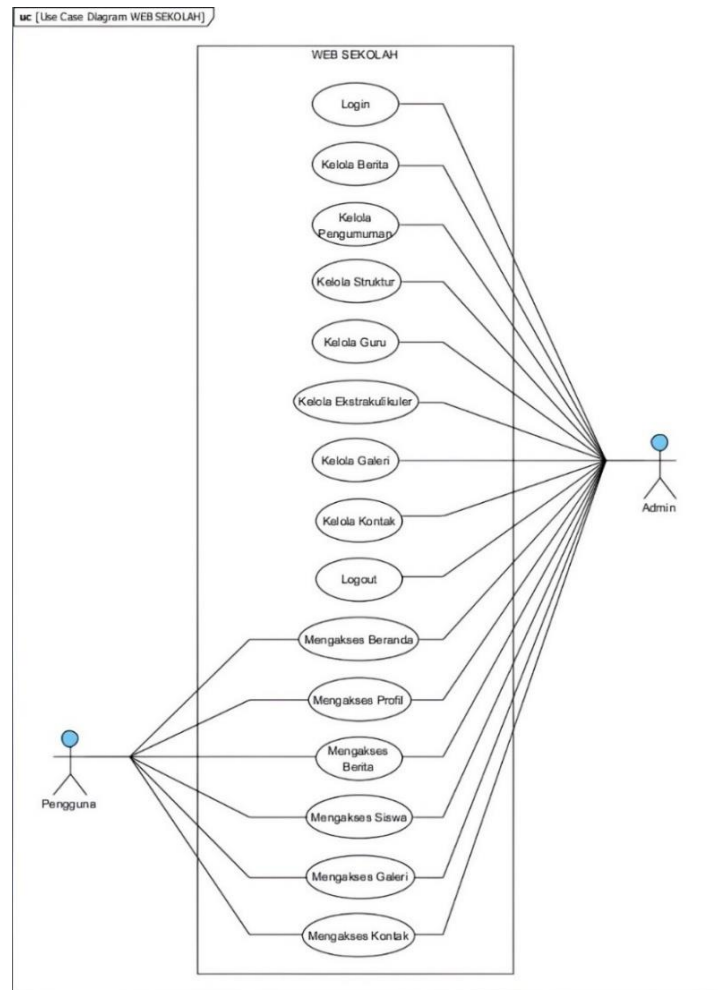 uc [Use Case Diagram WEB SEKOLAH]
WEB SEKOLAH
Login
Kelola Berita
Kelola
Pengumuman
Kelola Struktur
Kelola Guru
Kelola Ekstrakulikuler
Kelola Galeri
Kelola Kontak
Logout
Mengakses Beranda
Mengakses Profil
Mengakses
Berita
Mengakses Siswa
Mengakses Galeri
Mengakses Kontak
Admin
Pengguna